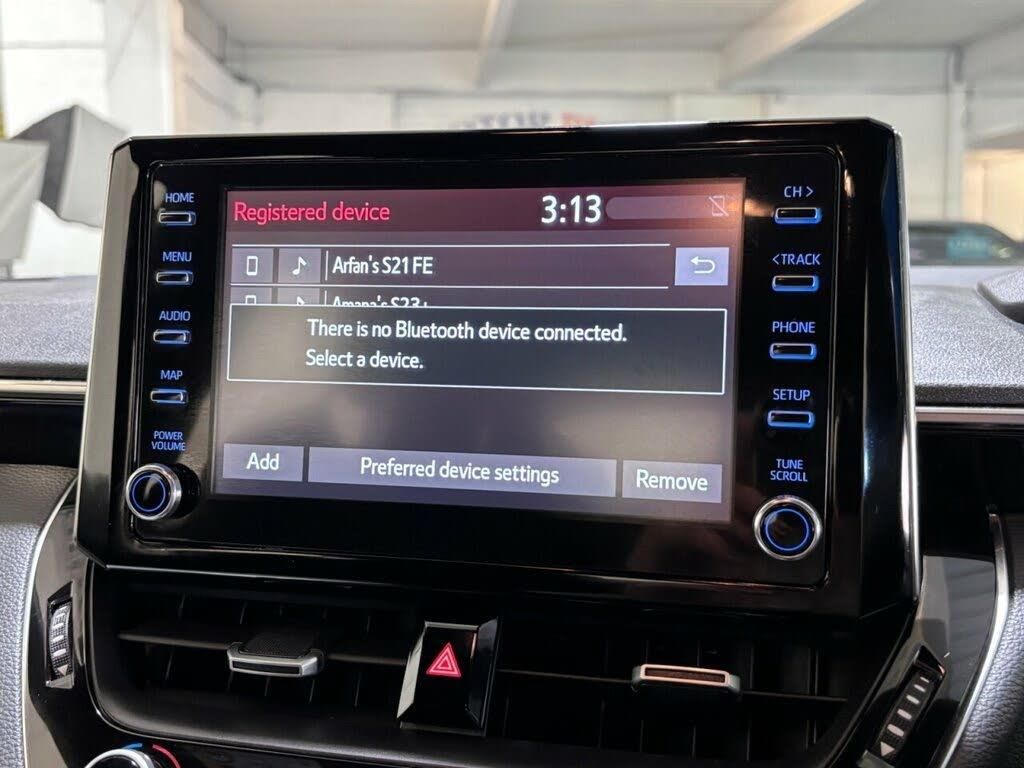 HOME
MENU
AUDIO
MAP
POWER
VOLUME
Registered device
3:13
Arfan's S21 FE
There is no Bluetooth device connected.
Select a device.
Add
Preferred device settings
Remove
CH >
< TRACK
PHONE
SETUP
TUNE
SCROLL